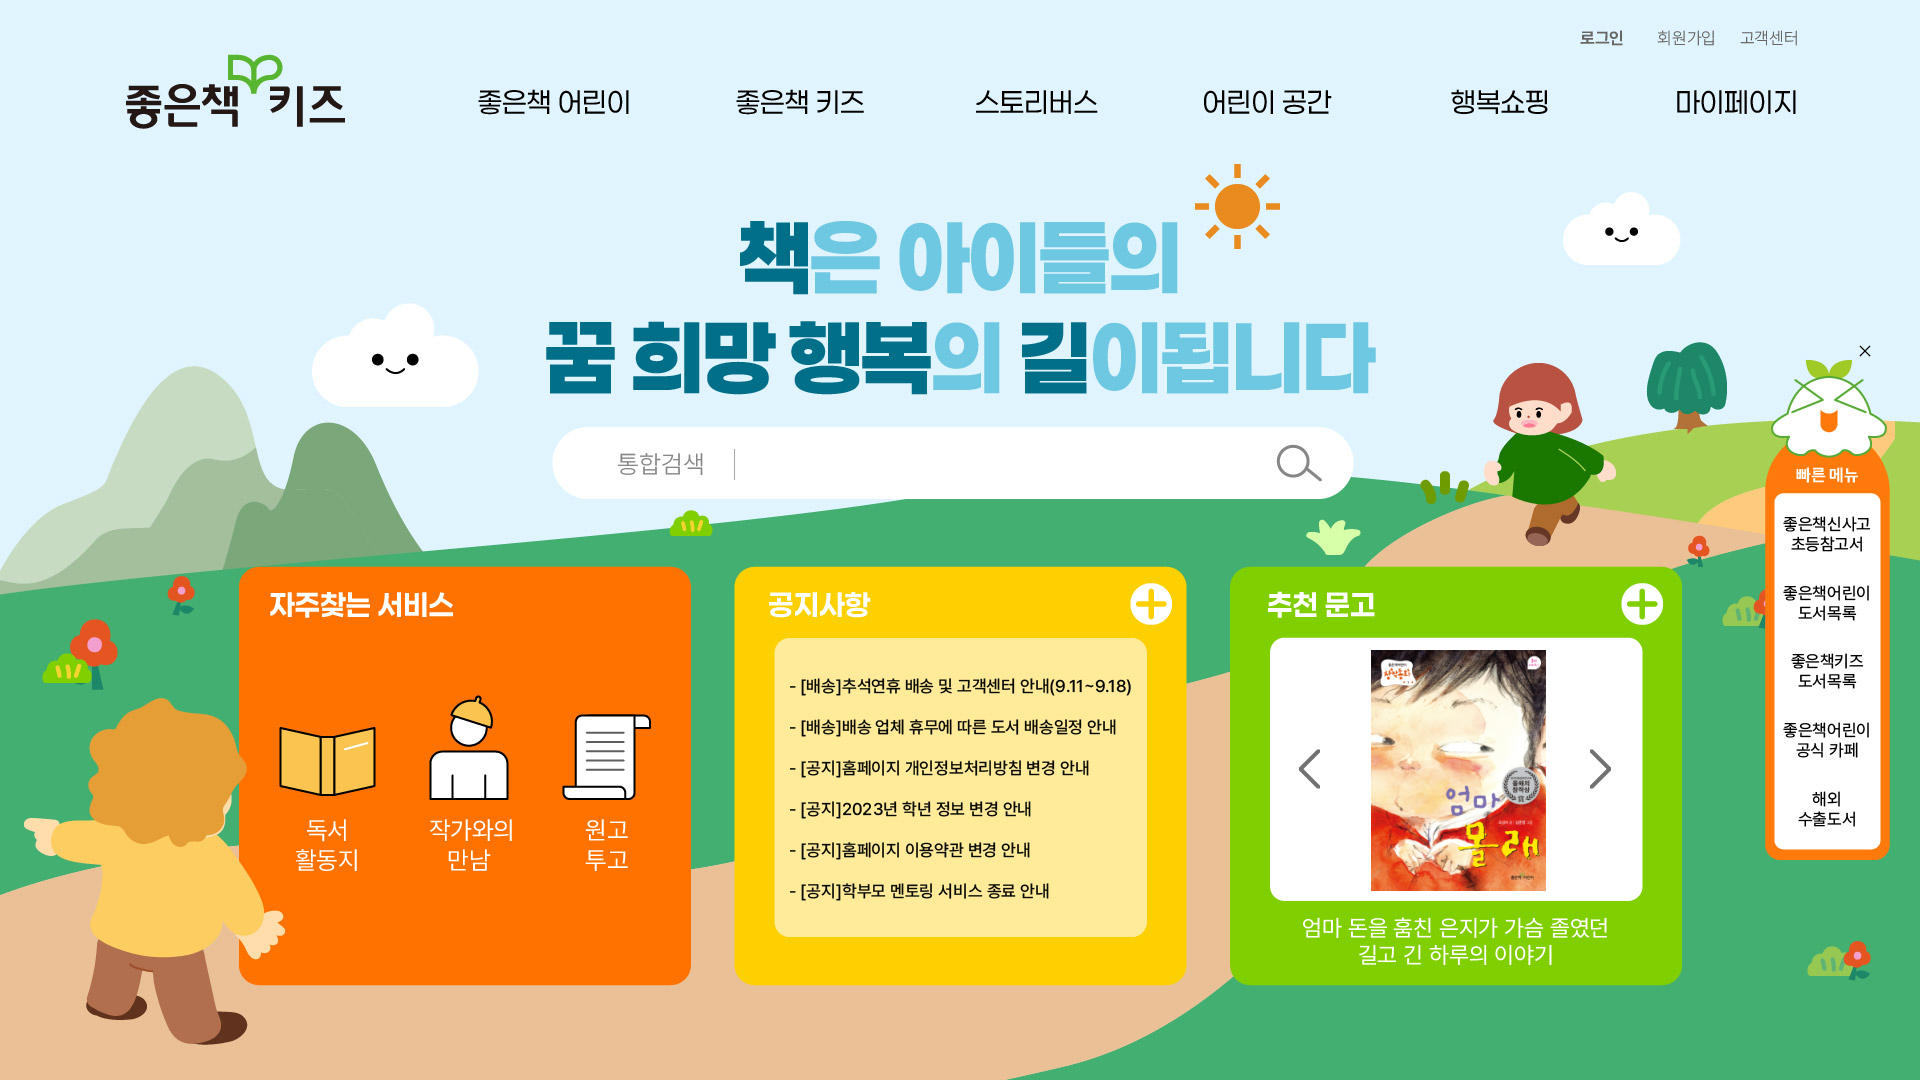 로그인 회원가입 고객센터
좋은책 키즈
좋은책 어린이 좋은책 키즈 스토리버스 어린이 공간 행복쇼핑 마이페이지
책은 아이들의
꿈 희망 행복의 길이됩니다
통합검색
자주찾는 서비스
독서
활동지
작가와의
만남
원고
투고
공지사항
- [배송]추석연휴 배송 및 고객센터 안내(9.11~9.18)
- [배송]배송 업체 휴무에 따른 도서 배송일정 안내
- [공지]홈페이지 개인정보처리방침 변경 안내
- [공지]2023년 학년 정보 변경 안내
- [공지]홈페이지 이용약관 변경 안내
- [공지]학부모 멘토링 서비스 종료 안내
추천 문고
엄마
몰래
좋은책 어린이
엄마 돈을 훔친 은지가 가슴 졸였던
길고 긴 하루의 이야기
빠른 메뉴
좋은책신사고
초등참고서
좋은책어린이
도서목록
좋은책키즈
도서목록
좋은책어린이
공식 카페
해외
수출도서